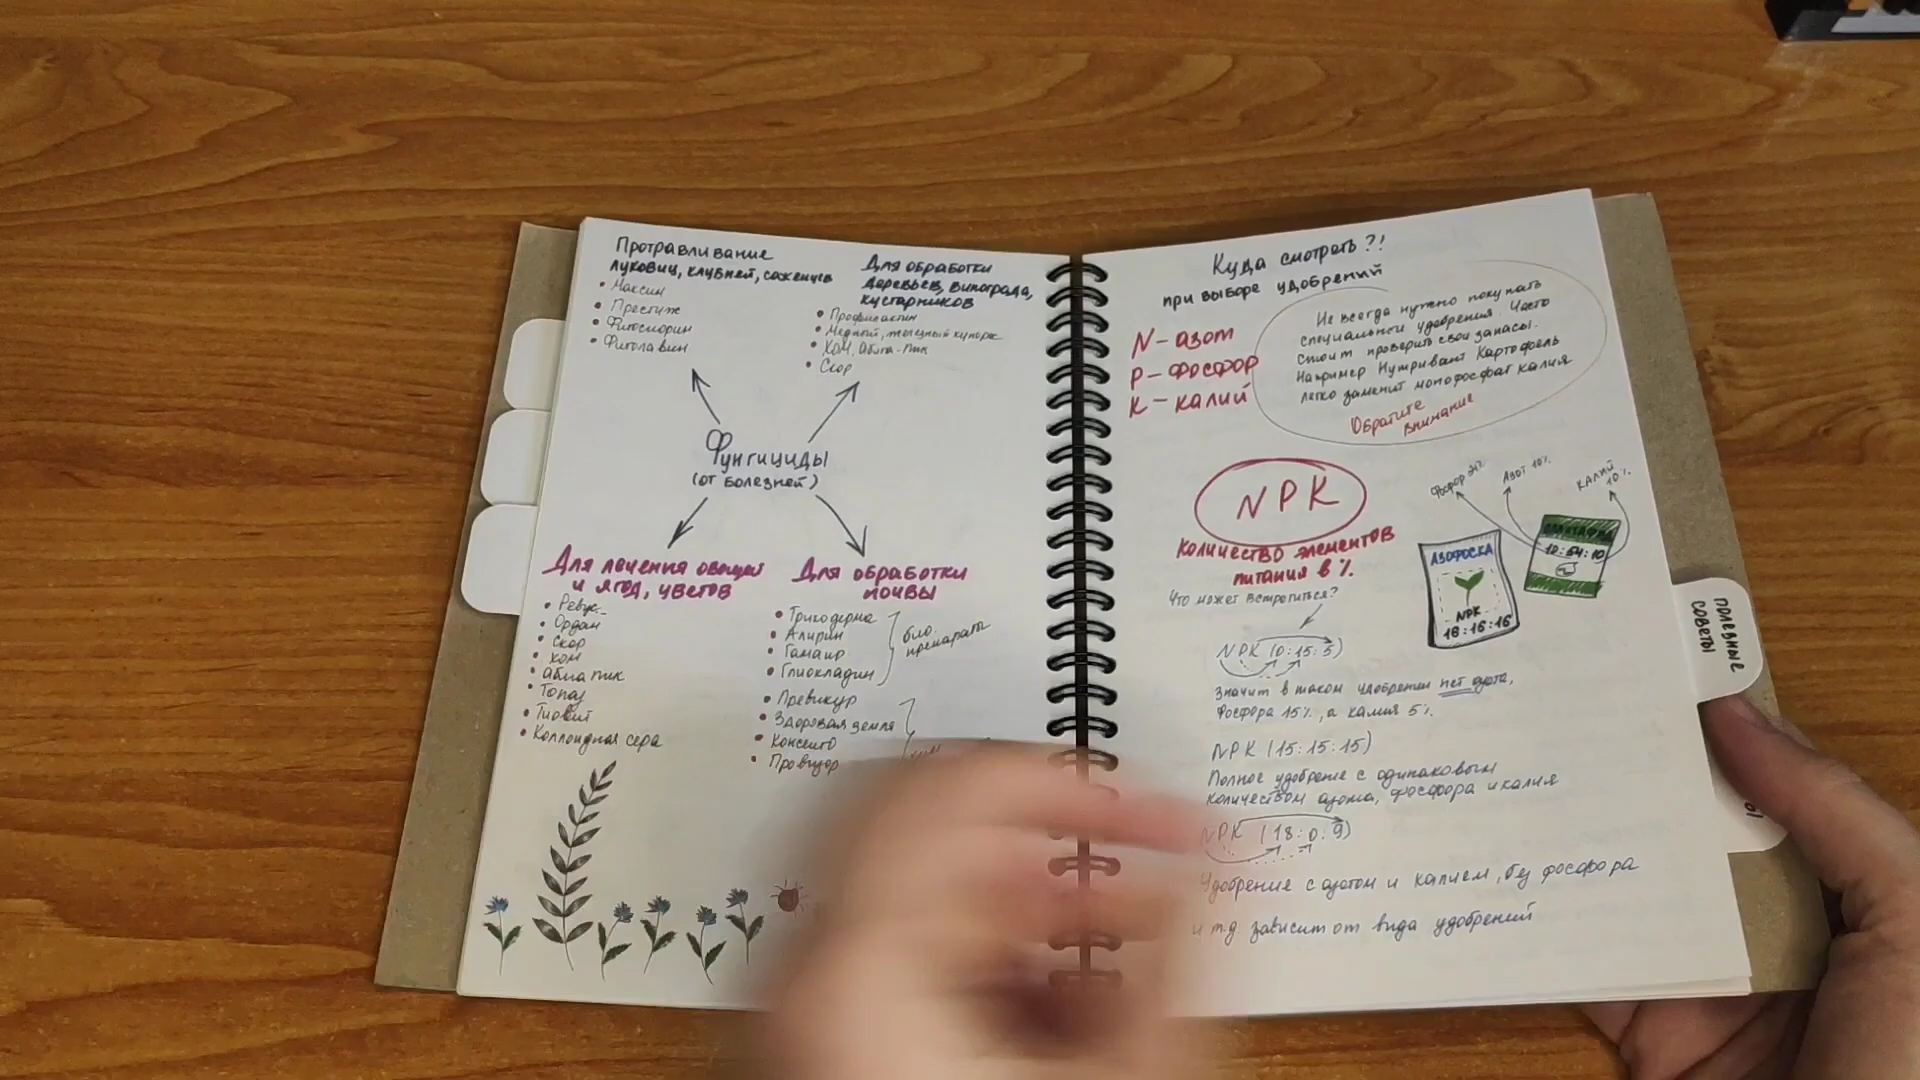 Протравливание
луковиц, клубней, саженцев
• Максим
• Престиж
• Фитоспорин
• Фитолавин
Для обработки
деревьев, винограда,
кустарников
• Профилактин
• Медный, железный купорос
• ХОМ, Абига-Пик
• Скор
Фунгициды
(от болезней)
Для лечения овощей
и ягод, цветов
• Ревус
• Ордан
• Скор
• Хом
• Абига пик
• Топаз
• Тиовит
• Коллоидная сера
Для обработки
почвы
• Триходерма
• Алирин
• Гамаир
• Глиокладин
био.
препараты
• Превикур
• Здоровая земля
• Консенто
• Провизор
Куда смотреть?!
при выборе удобрений
N - азот
P - фосфор
K - калий
Не всегда нужно покупать
специальные удобрения. Часто
стоит проверить свои запасы.
Например Нутривант Картофель
легко заменит монофосфат калия
Обратите
внимание
NPK
Количество элементов
питания в %.
Что может встретиться?
Азот 10%
Калий
10%
АЗОФОСКА
NPK
16:16:16
NPK (0:15:5)
Значит в таком удобрении нет азота,
Фосфора 15%, а калия 5%.
NPK (15:15:15)
Полное удобрение с одинаковым
количеством азота, фосфора и калия
NPK (18:0:9)
Удобрение с азотом и калием, без фосфора
и т.д. зависит от вида удобрений
полезные
советы